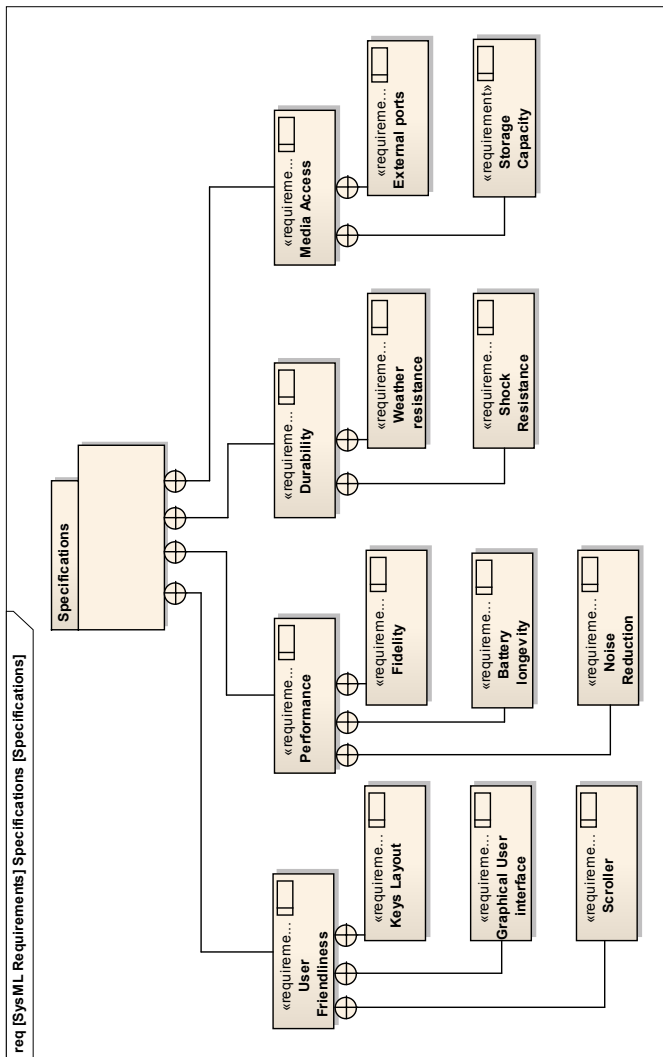 req [SysML Requirements] Specifications [Specifications]
Specifications
«requireme...
User
Friendliness
«requireme...
Performance
«requireme...
Durability
«requireme...
Media Access
«requireme...
Keys Layout
«requireme...
Fidelity
«requireme...
Weather
resistance
«requireme...
External ports
«requireme...
Graphical User
interface
«requireme...
Battery
longevity
«requireme...
Shock
Resistance
«requirement»
Storage
Capacity
«requireme...
Scroller
«requireme...
Noise
Reduction